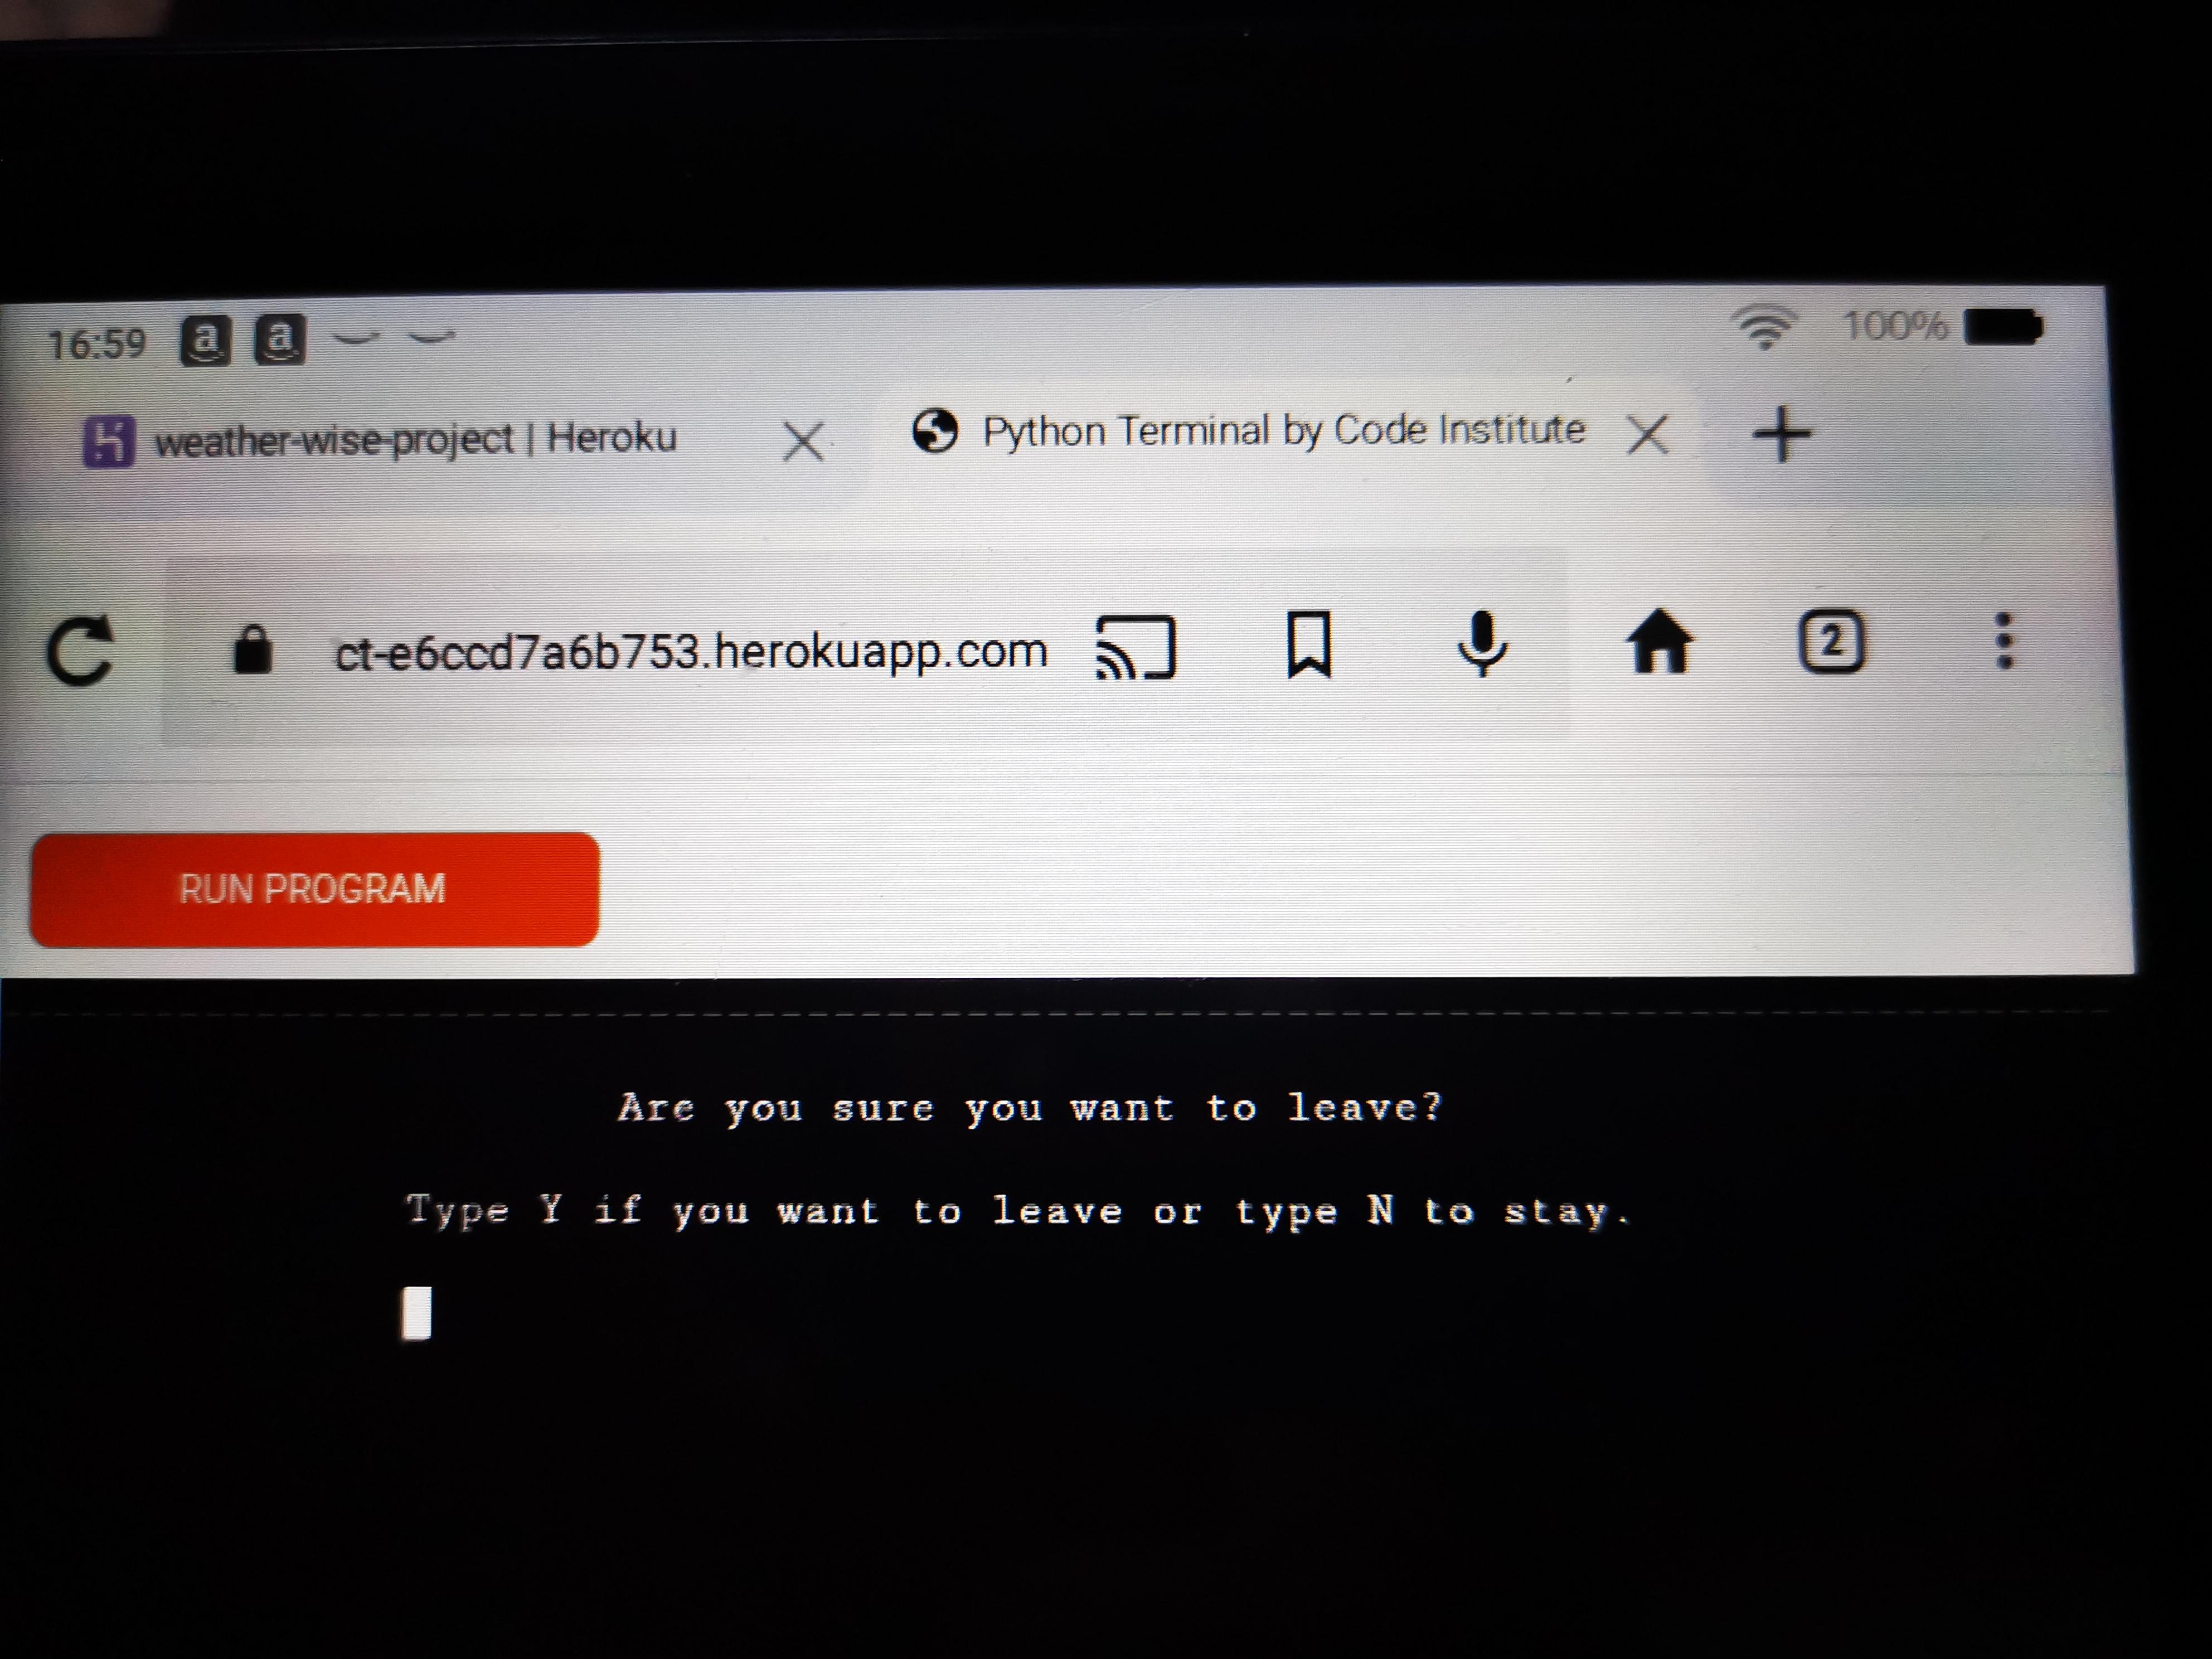 16:59 a a 100%
weather-wise-project | Heroku Python Terminal by Code Institute
ct-e6ccd7a6b753.herokuapp.com 2
RUN PROGRAM
Are you sure you want to leave?
Type Y if you want to leave or type N to stay.